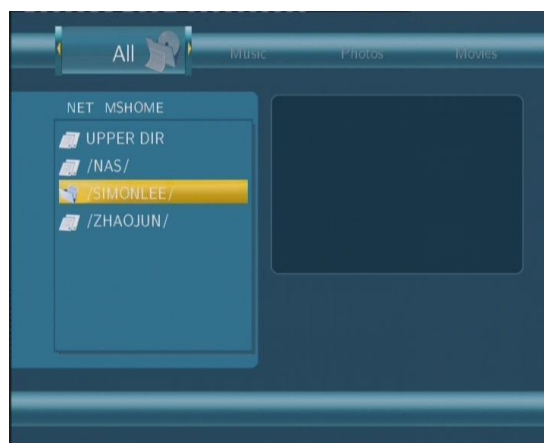 All Music Photos Movies
NET MSHOME
UPPER DIR
/NAS/
/SIMONLEE/
/ZHAOJUN/